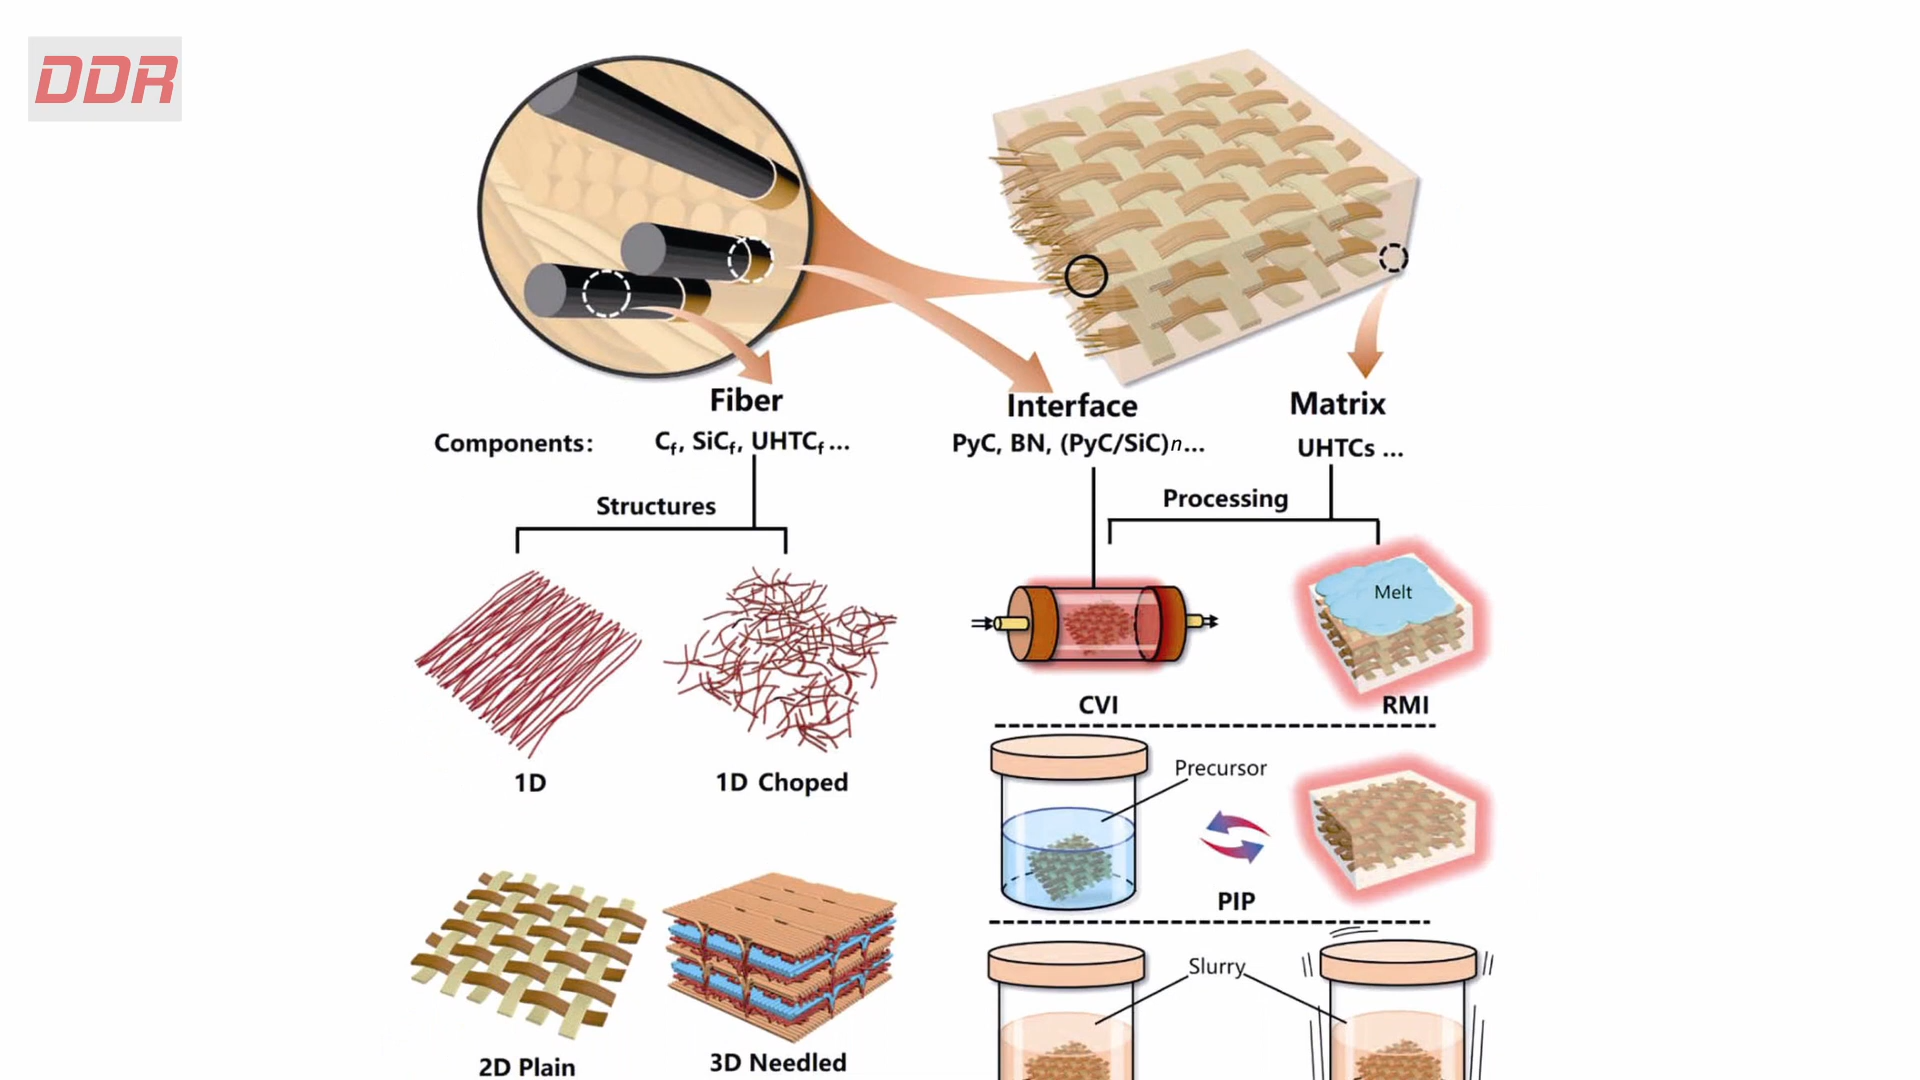 DDR
Fiber
Interface
Matrix
Components:
Cf, SiCf, UHTCf ...
PyC, BN, (PyC/SiC)n...
UHTCs ...
Structures
Processing
Melt
CVI
RMI
1D
1D Choped
Precursor
PIP
Slurry
2D Plain
3D Needled